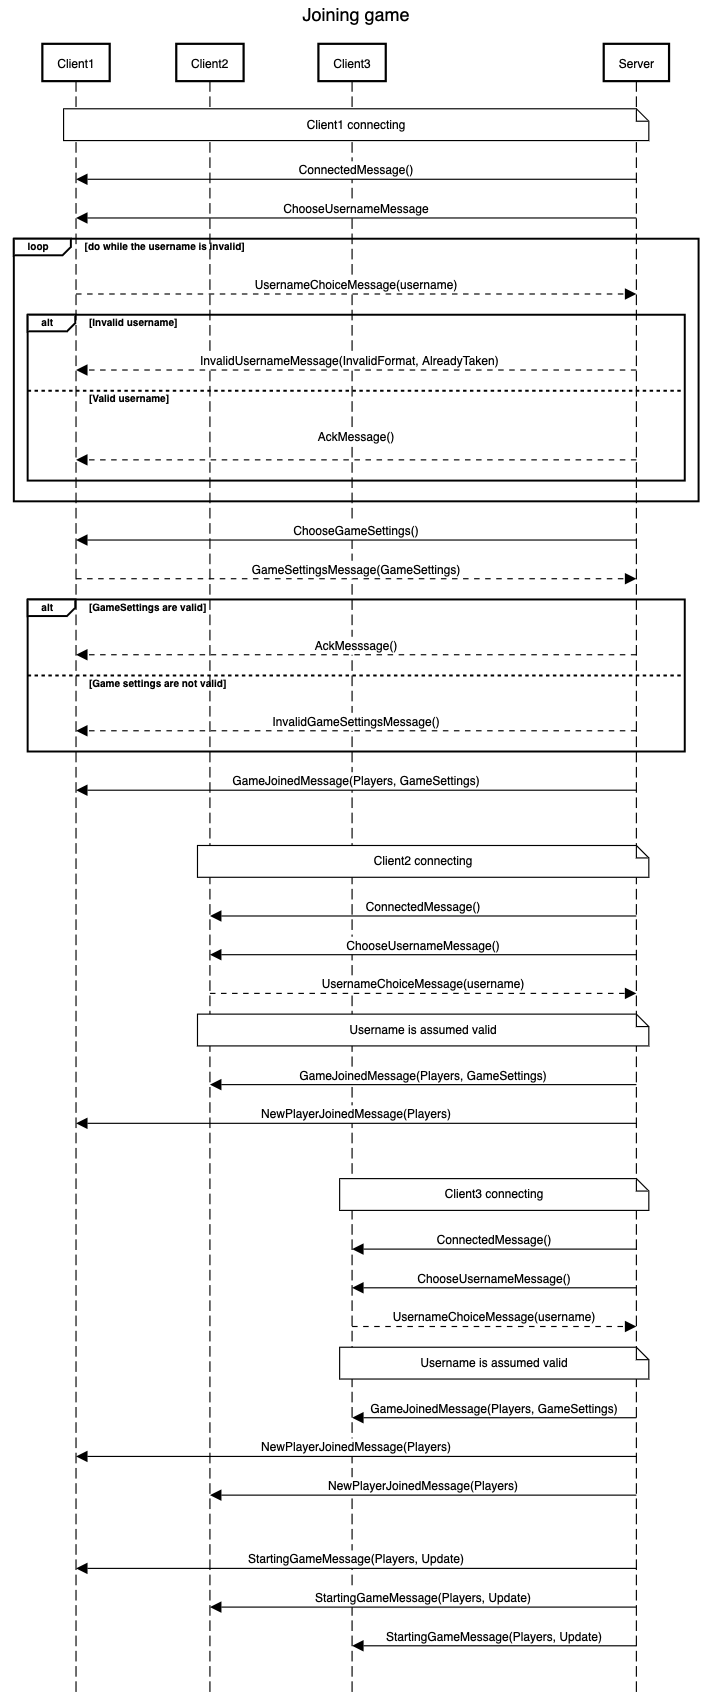 Joining game
Client1
Client2
Client3
Server
Client1 connecting
ConnectedMessage()
ChooseUsernameMessage
loop
[do while the username is invalid]
UsernameChoiceMessage(username)
alt
[Invalid username]
InvalidUsernameMessage(InvalidFormat, AlreadyTaken)
[Valid username]
AckMessage()
ChooseGameSettings()
GameSettingsMessage(GameSettings)
alt
[GameSettings are valid]
AckMesssage()
[Game settings are not valid]
InvalidGameSettingsMessage()
GameJoinedMessage(Players, GameSettings)
Client2 connecting
ConnectedMessage()
ChooseUsernameMessage()
UsernameChoiceMessage(username)
Username is assumed valid
GameJoinedMessage(Players, GameSettings)
NewPlayerJoinedMessage(Players)
Client3 connecting
ConnectedMessage()
ChooseUsernameMessage()
UsernameChoiceMessage(username)
Username is assumed valid
GameJoinedMessage(Players, GameSettings)
NewPlayerJoinedMessage(Players)
NewPlayerJoinedMessage(Players)
StartingGameMessage(Players, Update)
StartingGameMessage(Players, Update)
StartingGameMessage(Players, Update)